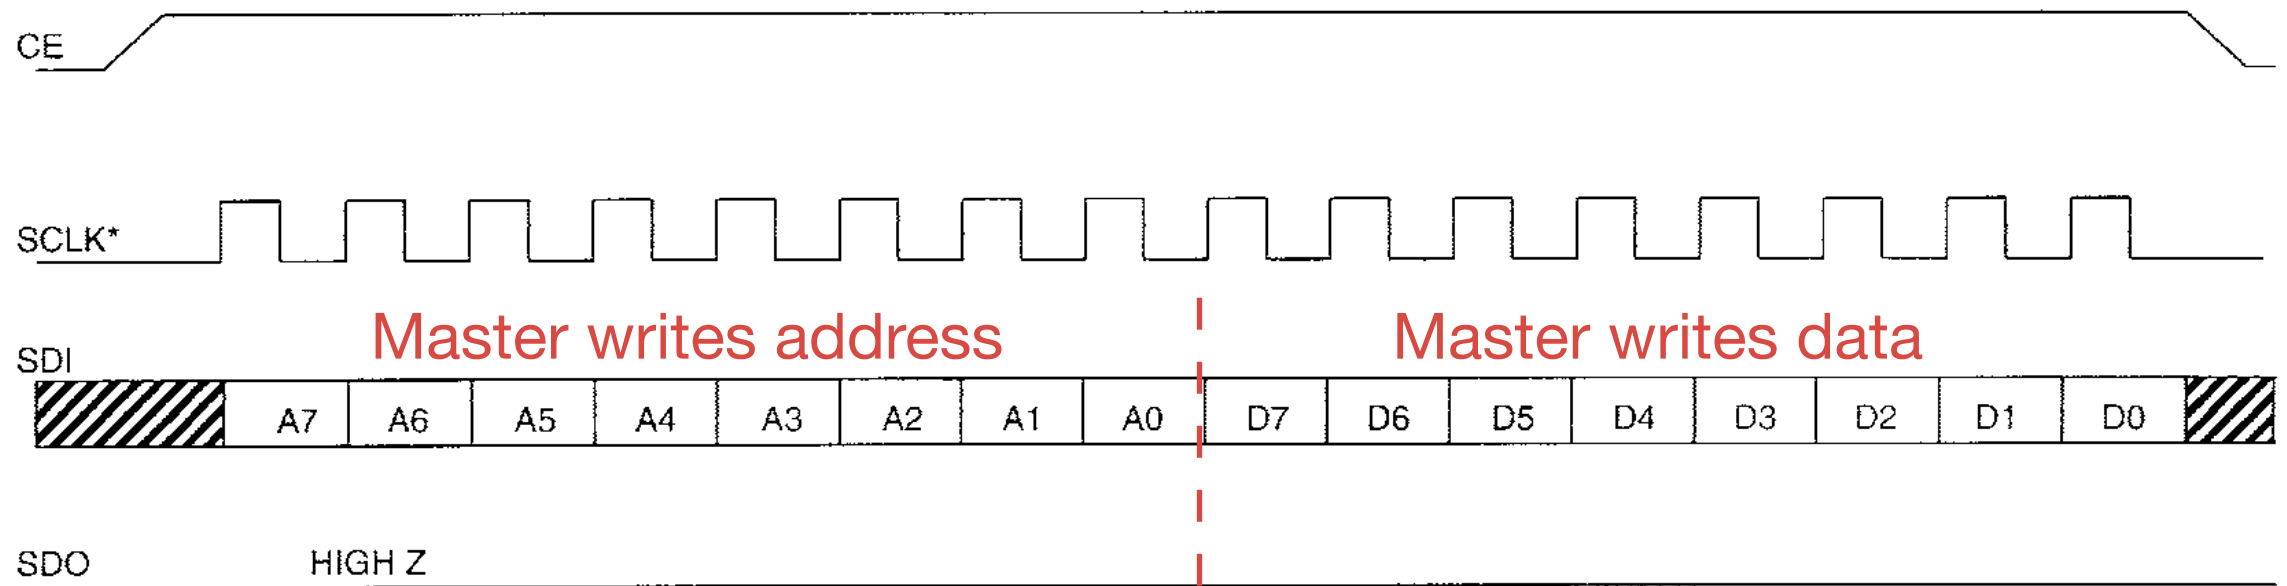 CE
SCLK*
Master writes address
Master writes data
SDI
A7 A6 A5 A4 A3 A2 A1 A0 D7 D6 D5 D4 D3 D2 D1 D0
SDO HIGH Z